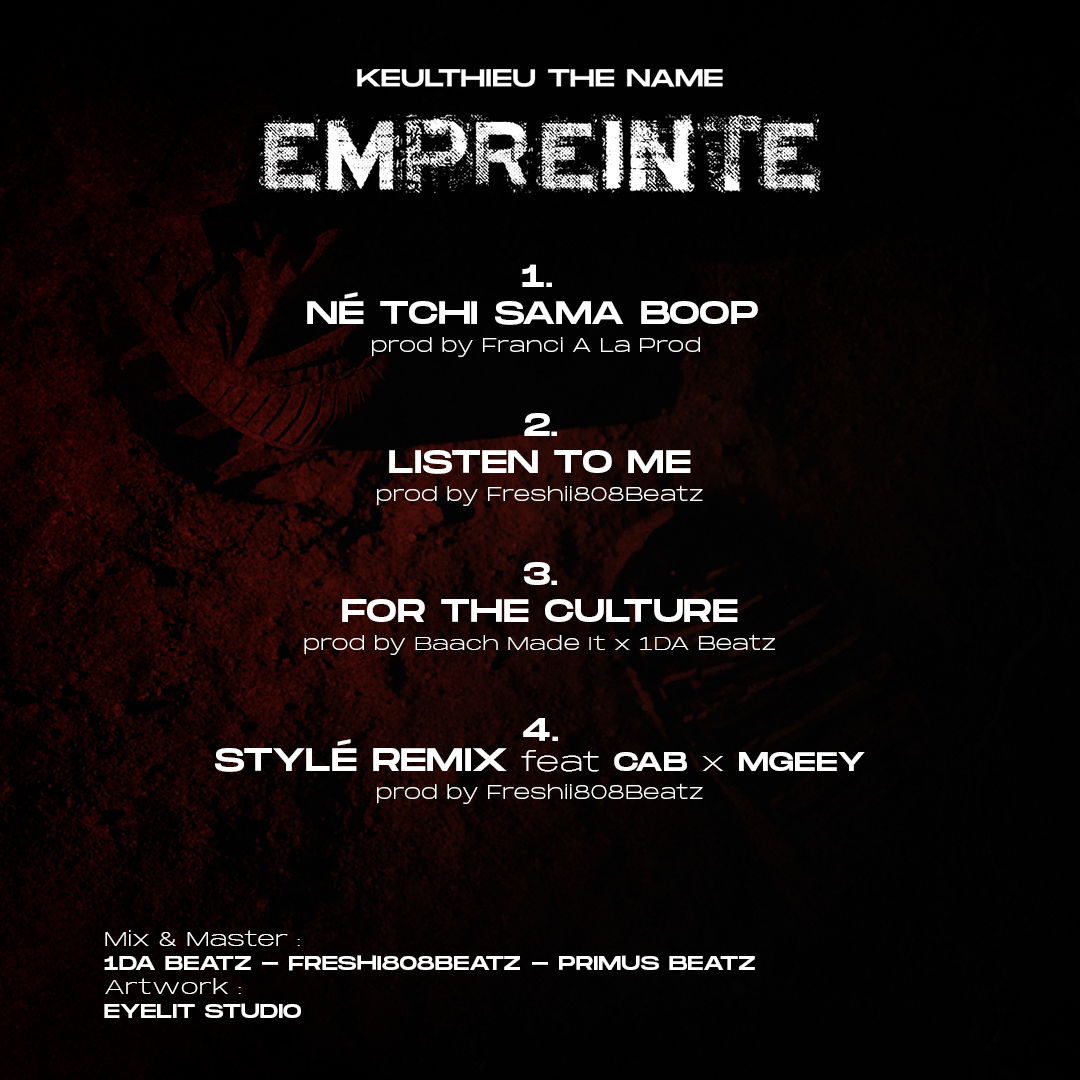 KEULTHIEU THE NAME
EMPREINTE
1.
NÉ TCHI SAMA BOOP
prod by Franci A La Prod
2.
LISTEN TO ME
prod by Freshii808Beatz
3.
FOR THE CULTURE
prod by Baach Made It x 1DA Beatz
4.
STYLÉ REMIX feat CAB x MGEEY
prod by Freshii808Beatz
Mix & Master :
1DA BEATZ - FRESHI808BEATZ - PRIMUS BEATZ
Artwork :
EYELIT STUDIO